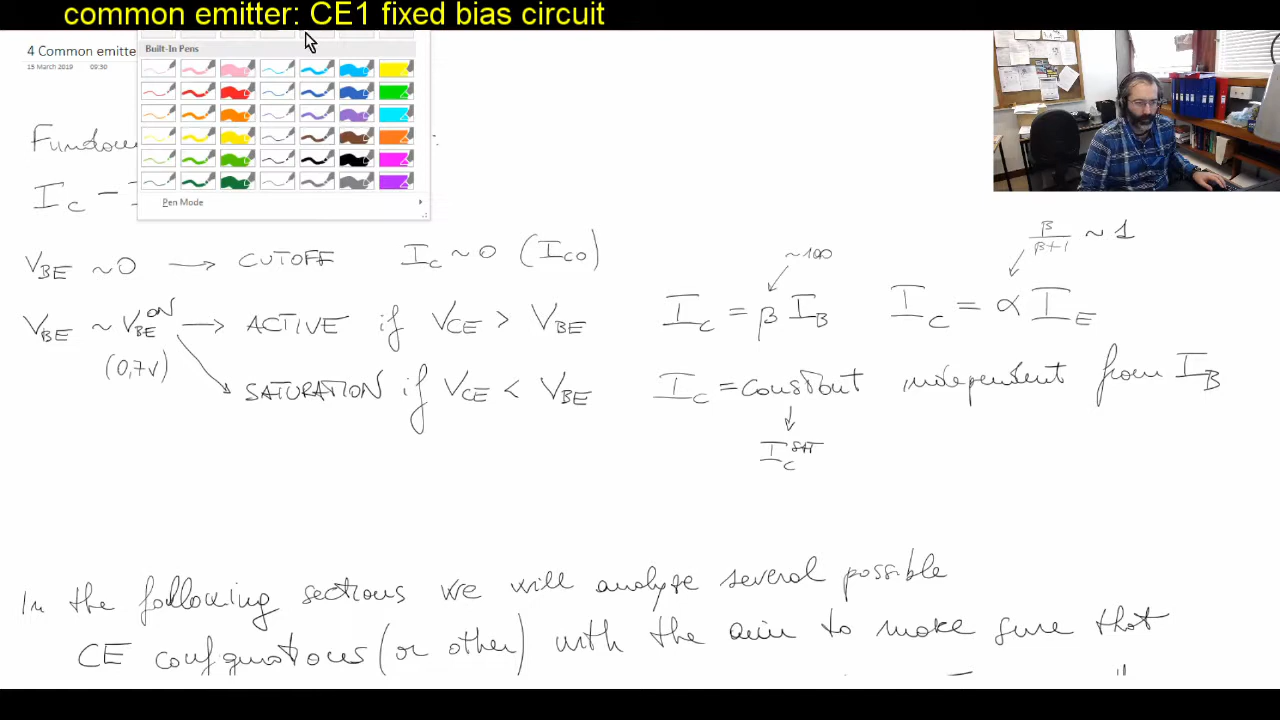 common emitter: CE1 fixed bias circuit
4 Common emitte
15 March 2019 09:30
Built-In Pens
Pen Mode
I_C -
V_BE ~0 → CUTOFF I_C ~0 (I_CO)
β/β+1 ~ 1
~100
V_BE ~ V_BE^ON → ACTIVE if V_CE > V_BE I_C = β I_B I_C = α I_E
(0,7V)
SATURATION if V_CE < V_BE I_C = constant independent from I_B
I_C^SAT
In the following sections we will analyze several possible
CE configurations (or other) with the aim to make sure that